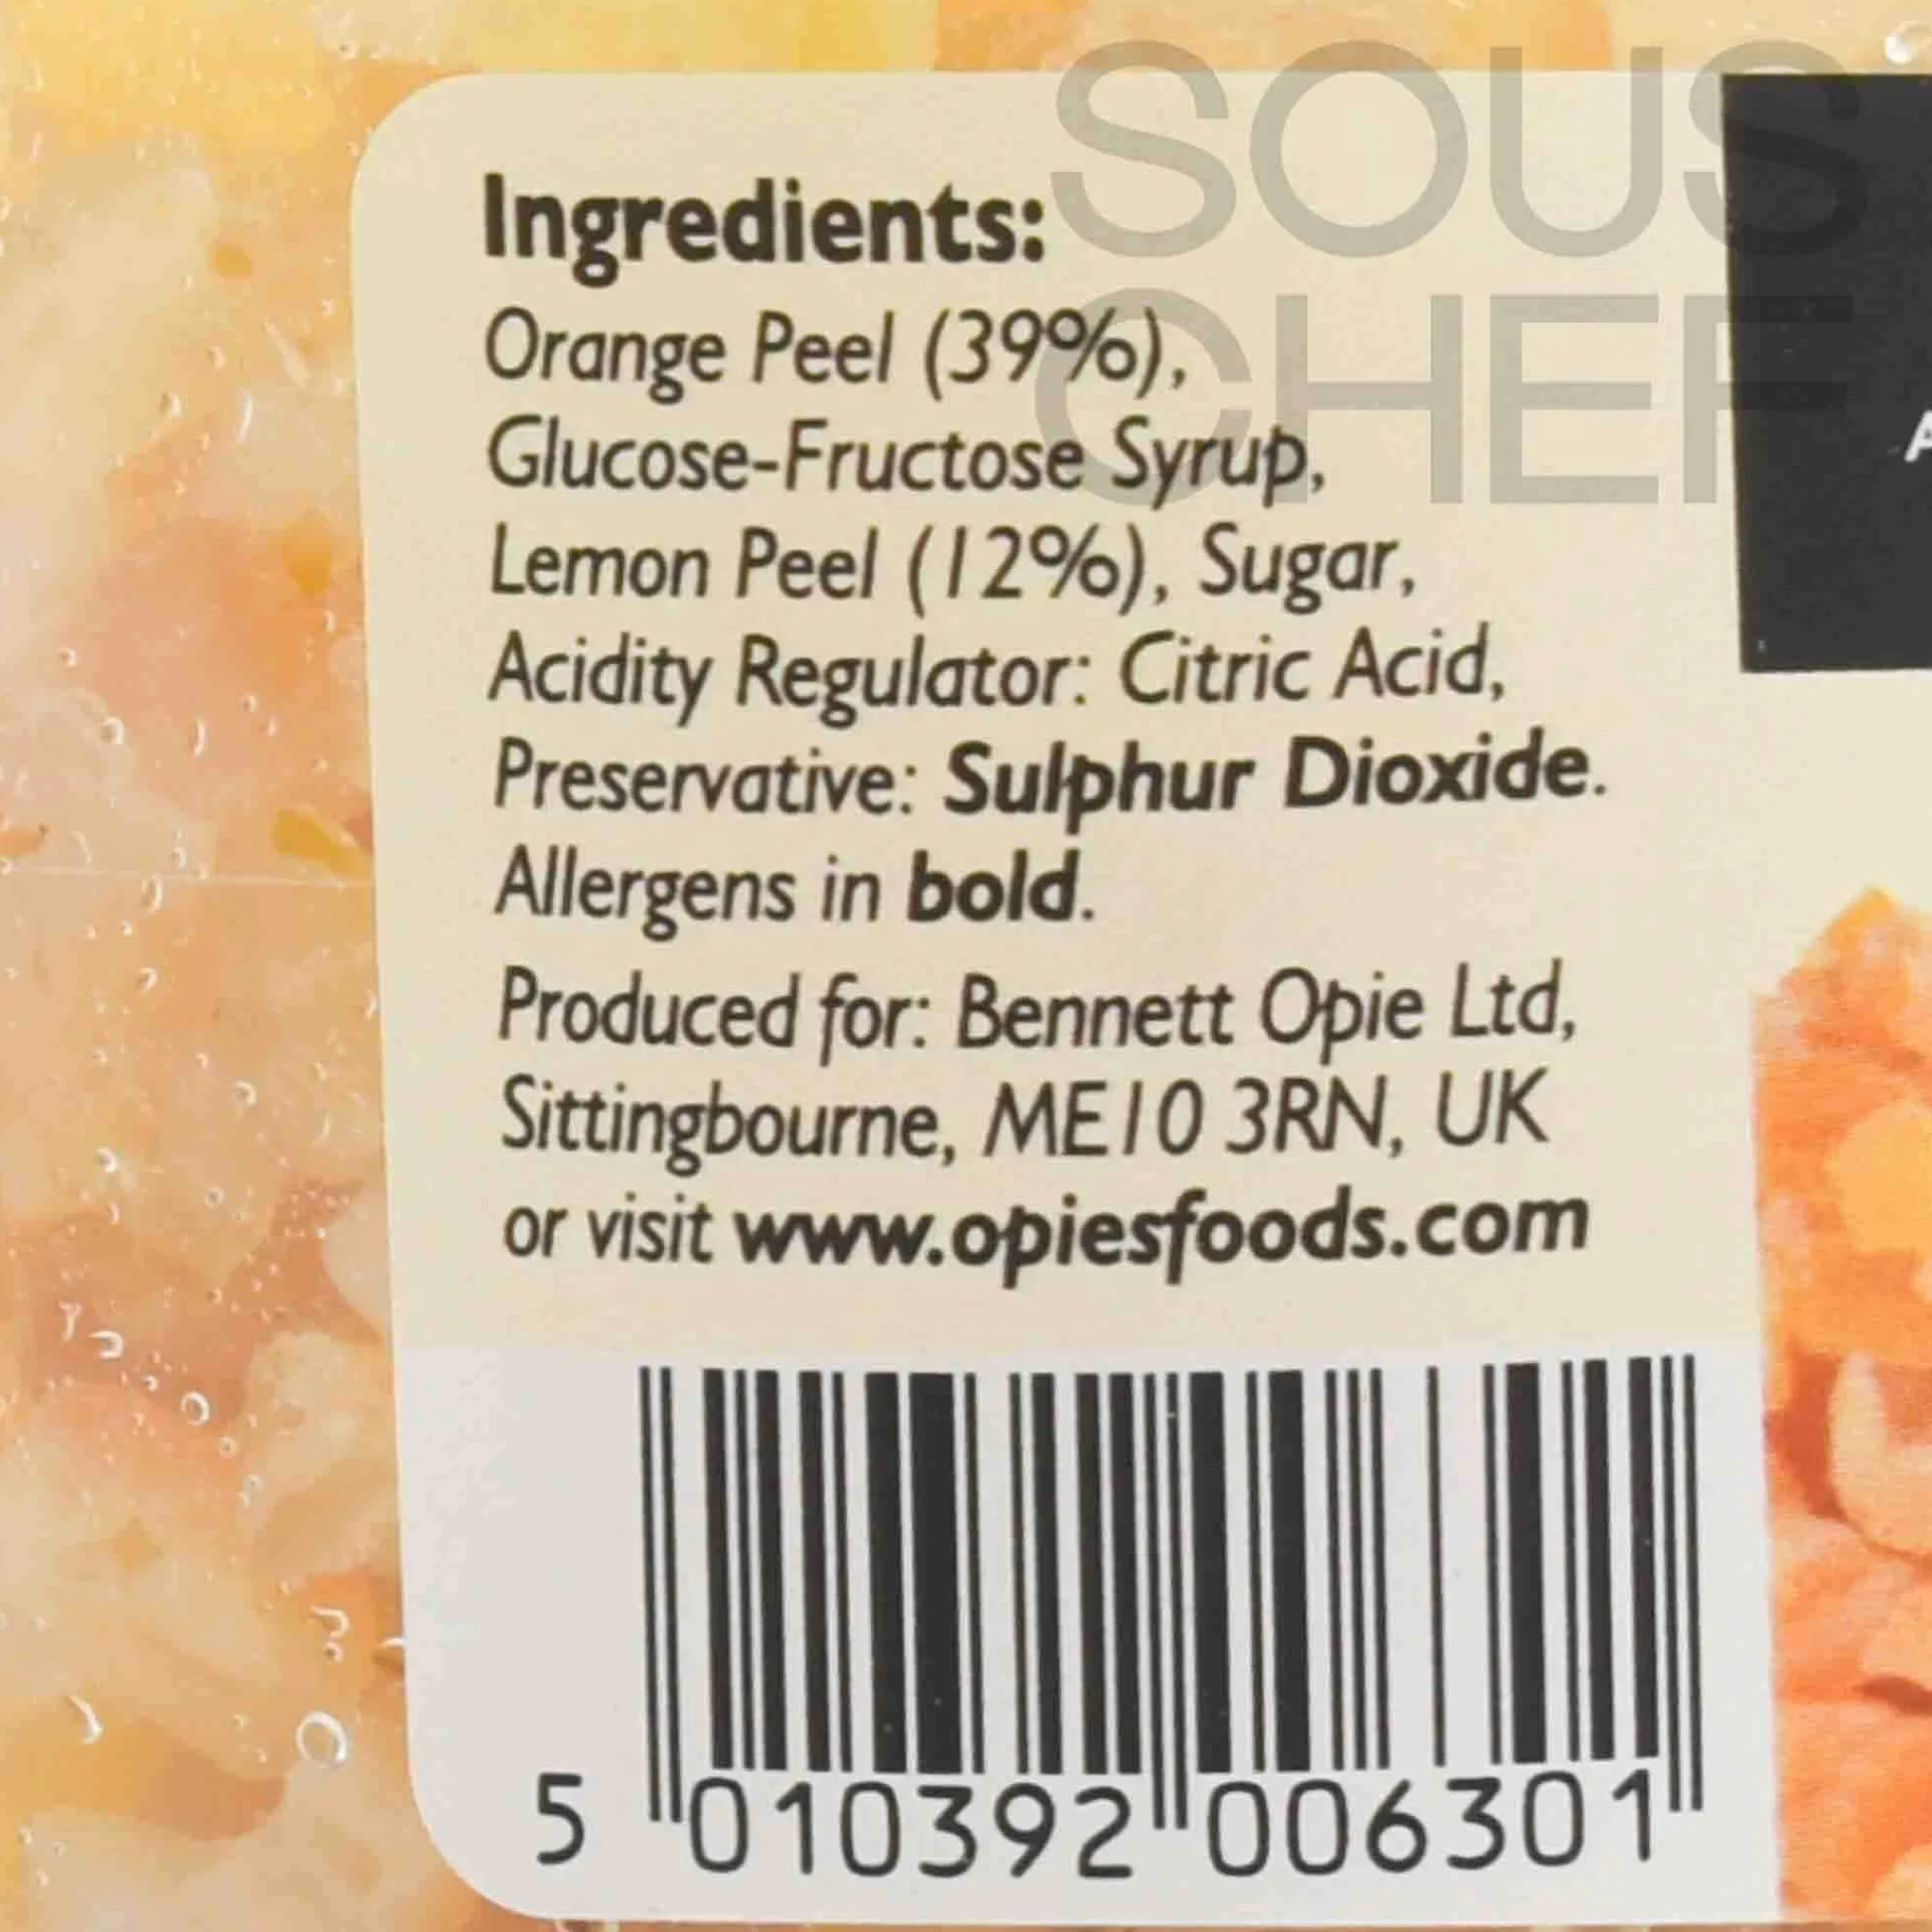 SOUS
CHEF
Ingredients:
Orange Peel (39%),
Glucose-Fructose Syrup,
Lemon Peel (12%), Sugar,
Acidity Regulator: Citric Acid,
Preservative: Sulphur Dioxide.
Allergens in bold.
Produced for: Bennett Opie Ltd,
Sittingbourne, ME10 3RN, UK
or visit www.opiesfoods.com
5 010392 006301